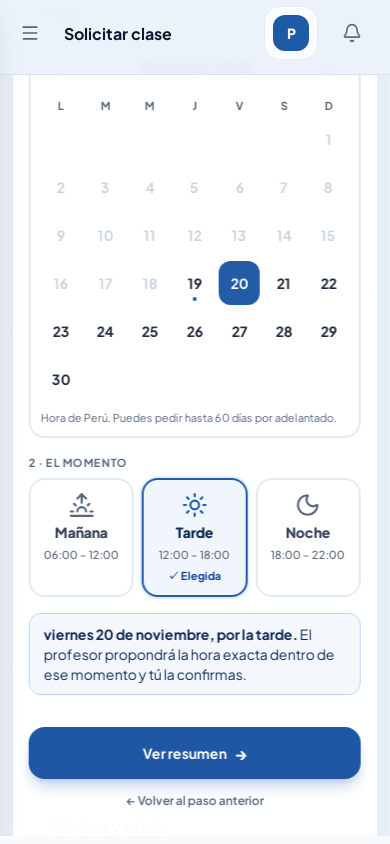 Solicitar clase
P
L M M J V S D
1
2 3 4 5 6 7 8
9 10 11 12 13 14 15
16 17 18 19 20 21 22
23 24 25 26 27 28 29
30
Hora de Perú. Puedes pedir hasta 60 días por adelantado.
2 · EL MOMENTO
Mañana
06:00 – 12:00
Tarde
12:00 – 18:00
✓ Elegida
Noche
18:00 – 22:00
viernes 20 de noviembre, por la tarde. El
profesor propondrá la hora exacta dentro de
ese momento y tú la confirmas.
Ver resumen →
← Volver al paso anterior